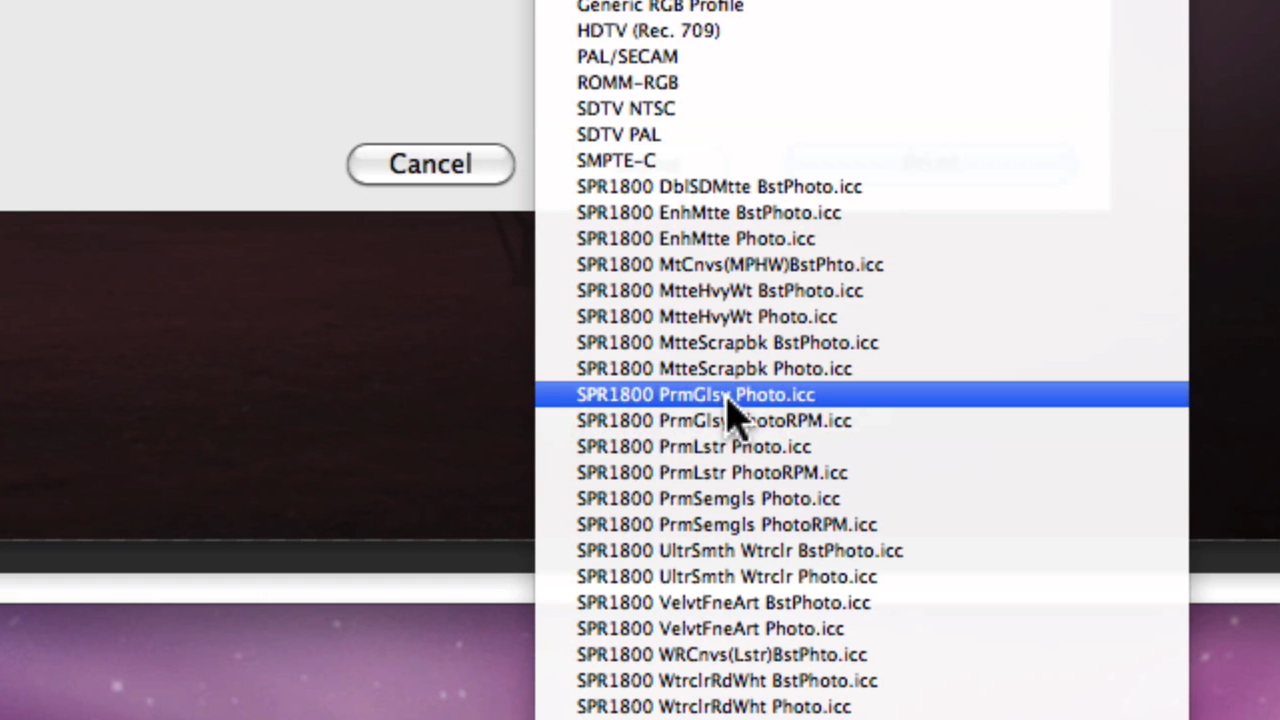 Generic RGB Profile
HDTV (Rec. 709)
PAL/SECAM
ROMM-RGB
SDTV NTSC
SDTV PAL
SMPTE-C
Cancel
SPR1800 DblSDMtte BstPhoto.icc
SPR1800 EnhMtte BstPhoto.icc
SPR1800 EnhMtte Photo.icc
SPR1800 MtCnvs(MPHW)BstPhto.icc
SPR1800 MtteHvyWt BstPhoto.icc
SPR1800 MtteHvyWt Photo.icc
SPR1800 MtteScrapbk BstPhoto.icc
SPR1800 MtteScrapbk Photo.icc
SPR1800 PrmGlsy Photo.icc
SPR1800 PrmGlsy PhotoRPM.icc
SPR1800 PrmLstr Photo.icc
SPR1800 PrmLstr PhotoRPM.icc
SPR1800 PrmSemgls Photo.icc
SPR1800 PrmSemgls PhotoRPM.icc
SPR1800 UltrSmth Wtrclr BstPhoto.icc
SPR1800 UltrSmth Wtrclr Photo.icc
SPR1800 VelvtFneArt BstPhoto.icc
SPR1800 VelvtFneArt Photo.icc
SPR1800 WRCnvs(Lstr)BstPhto.icc
SPR1800 WtrclrRdWht BstPhoto.icc
SPR1800 WtrclrRdWht Photo.icc